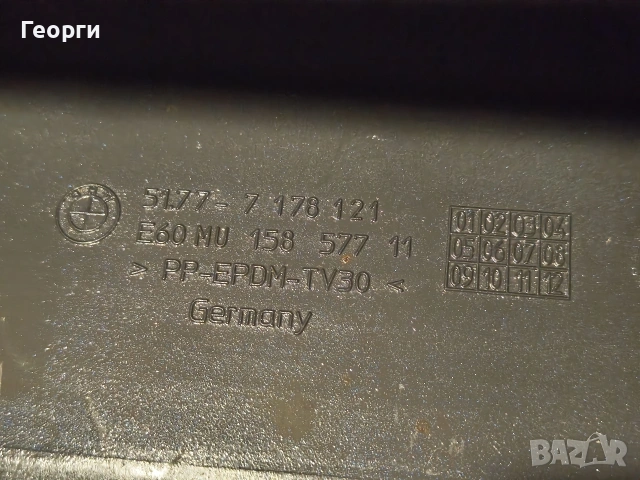 Георги
51.77- 7 178 121
E60 MU 158 577 11
> PP-EPDM-TV30 <
Germany
01 02 03 04
05 06 07 08
09 10 11 12
BAZAR